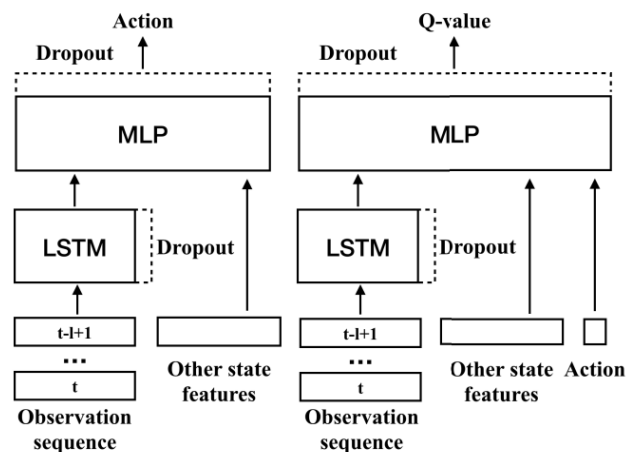 Action
Dropout
MLP
LSTM
Dropout
t-l+1
...
t
Observation
sequence
Other state
features
Q-value
Dropout
MLP
LSTM
Dropout
t-l+1
...
t
Observation
sequence
Other state
features
Action